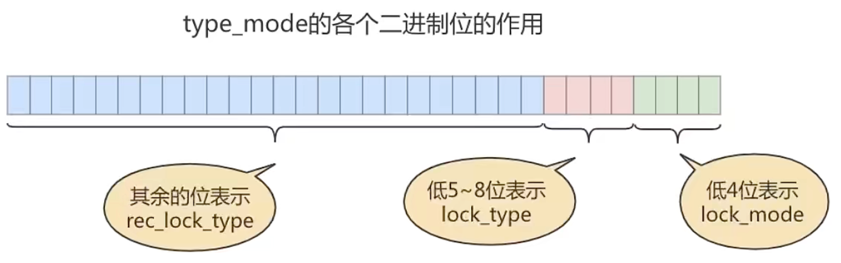 type_mode的各个二进制位的作用
其余的位表示
rec_lock_type
低5~8位表示
lock_type
低4位表示
lock_mode